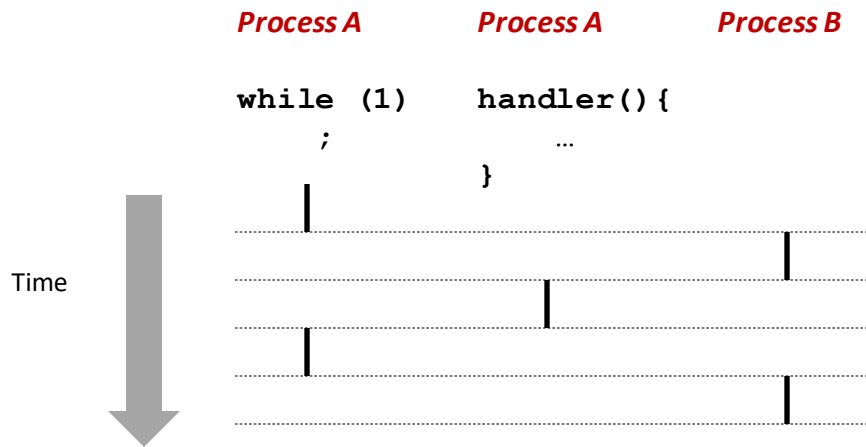 Process A Process A Process B
while (1) handler(){
; …
}
Time